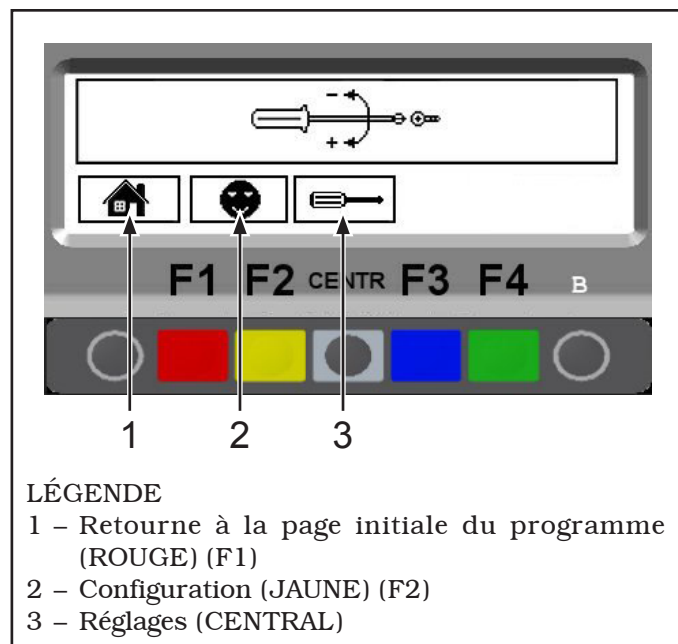 - +
+
F1 F2 CENTR F3 F4 B
1 2 3
LÉGENDE
1 – Retourne à la page initiale du programme
(ROUGE) (F1)
2 – Configuration (JAUNE) (F2)
3 – Réglages (CENTRAL)